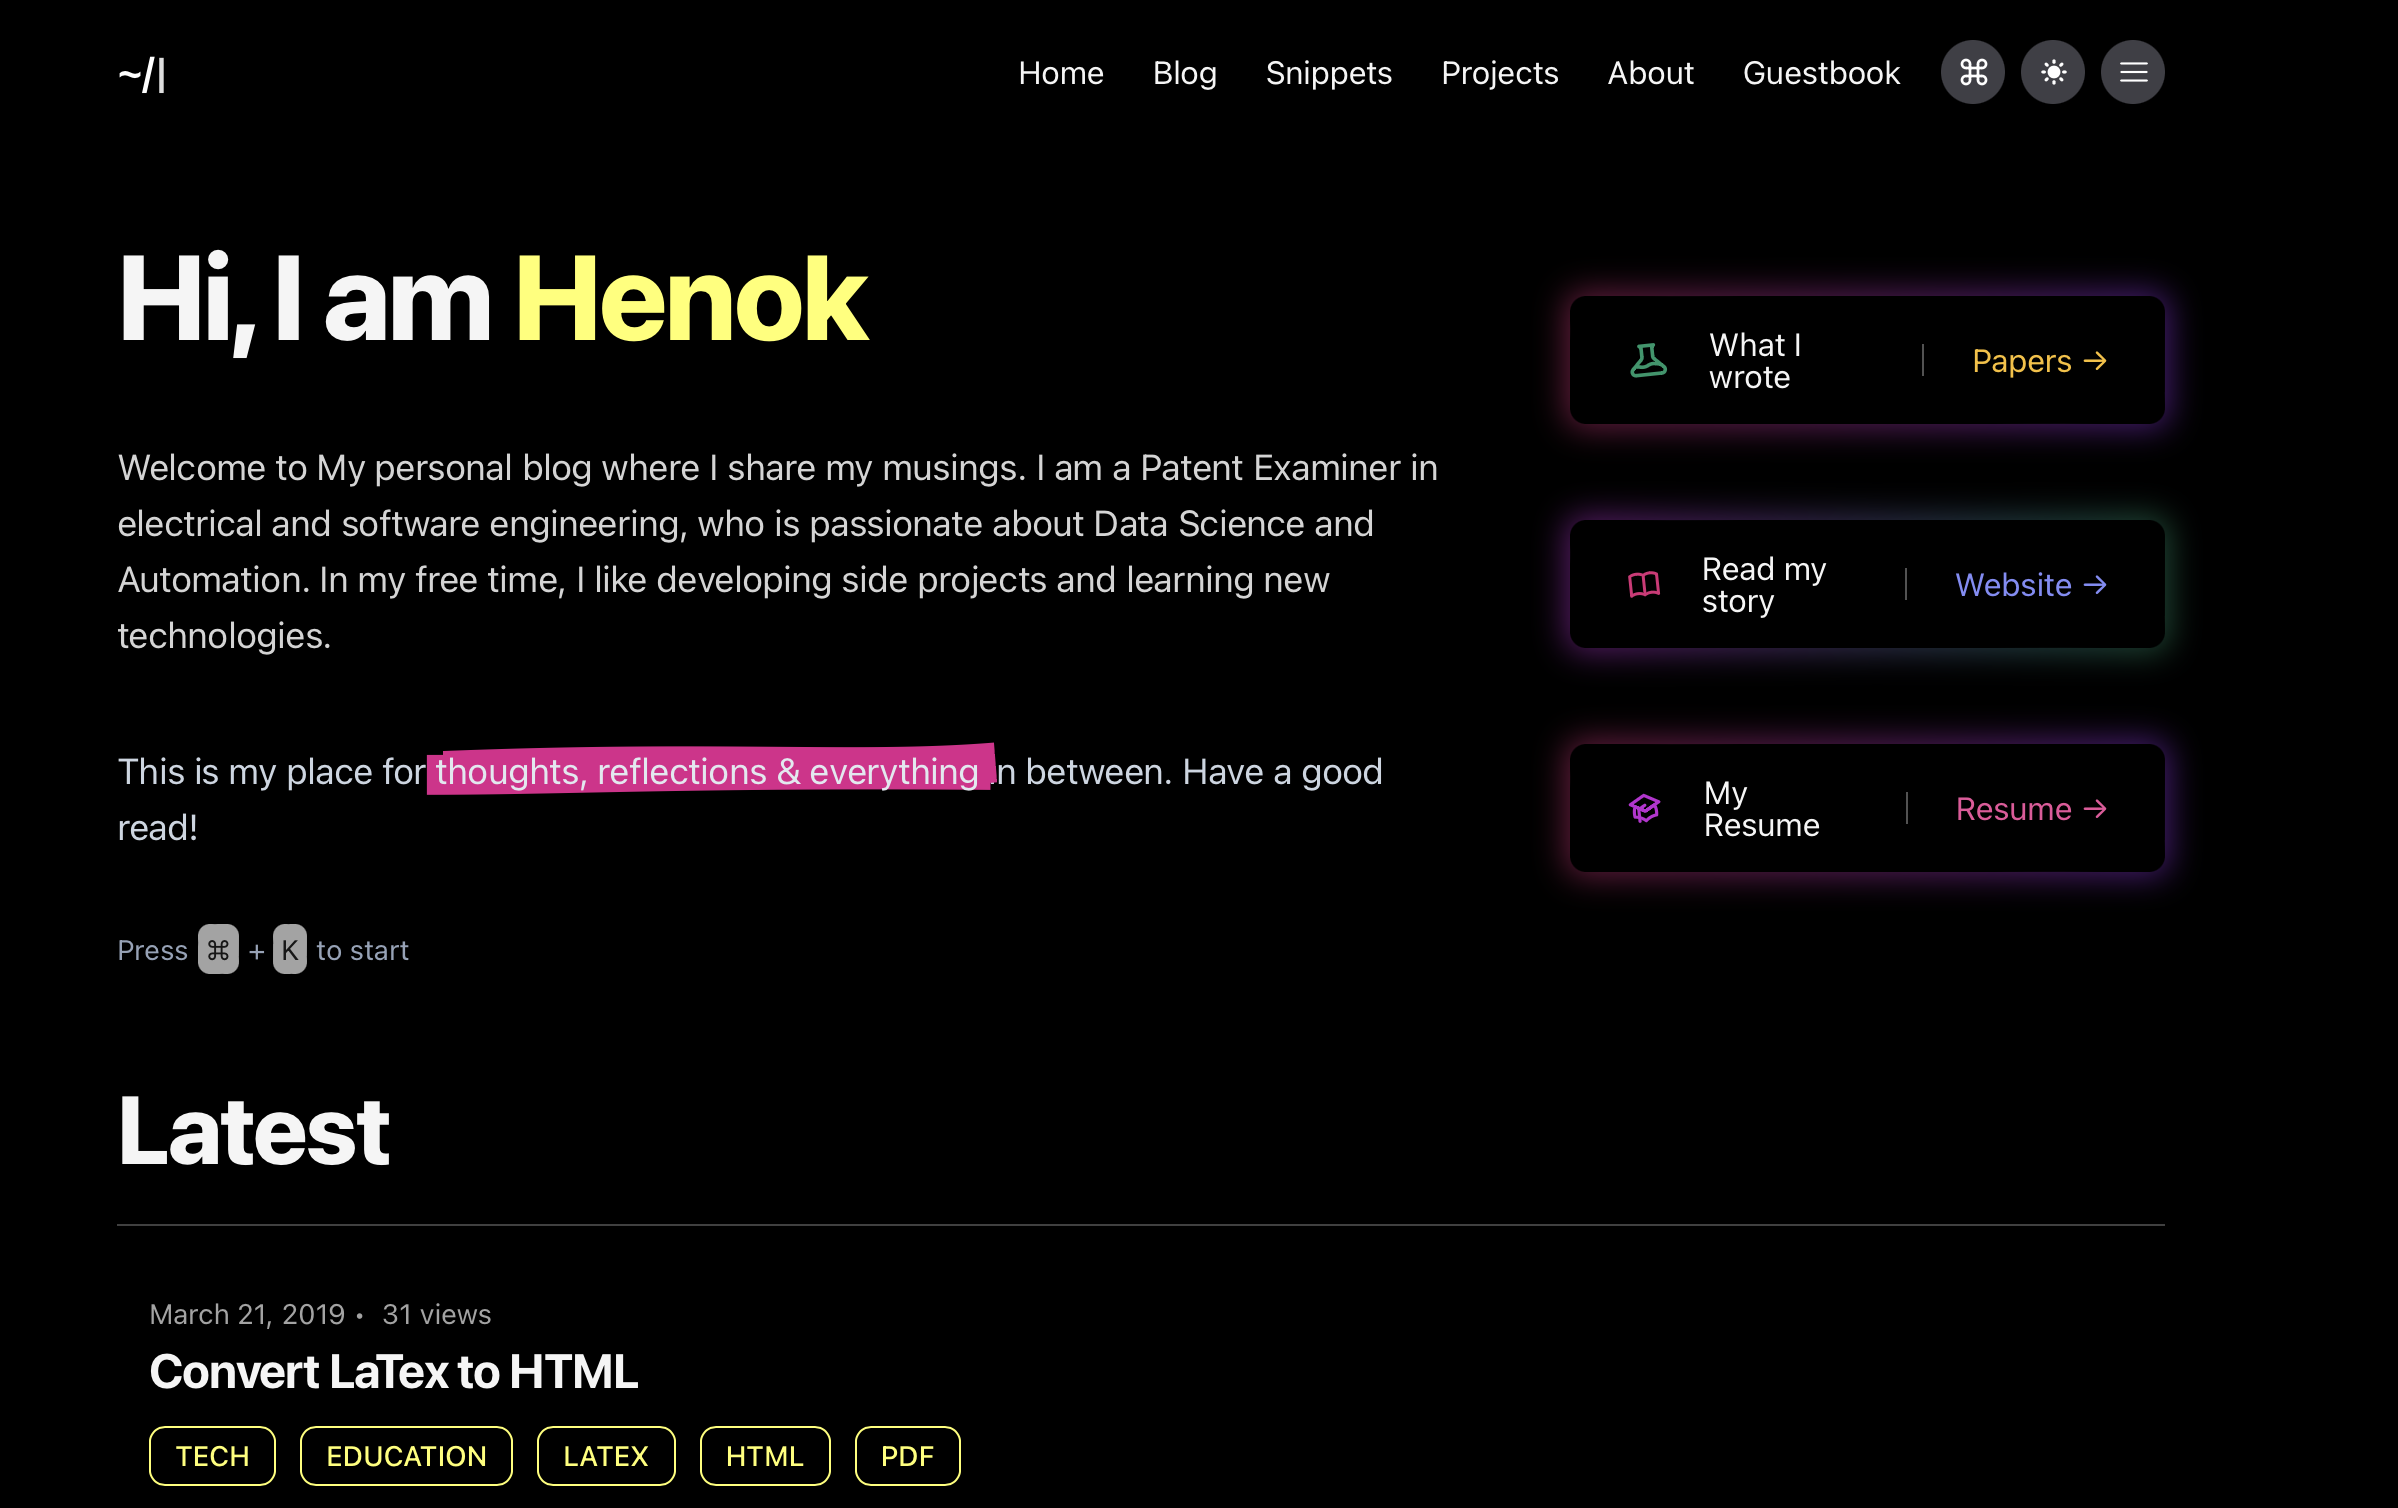 ~/|
Home Blog Snippets Projects About Guestbook ⌘
Hi, I am Henok
Welcome to My personal blog where I share my musings. I am a Patent Examiner in
electrical and software engineering, who is passionate about Data Science and
Automation. In my free time, I like developing side projects and learning new
technologies.
This is my place for thoughts, reflections & everything in between. Have a good
read!
Press ⌘ + K to start
What I
wrote
Papers →
Read my
story
Website →
My
Resume
Resume →
Latest
March 21, 2019 • 31 views
Convert LaTex to HTML
TECH EDUCATION LATEX HTML PDF